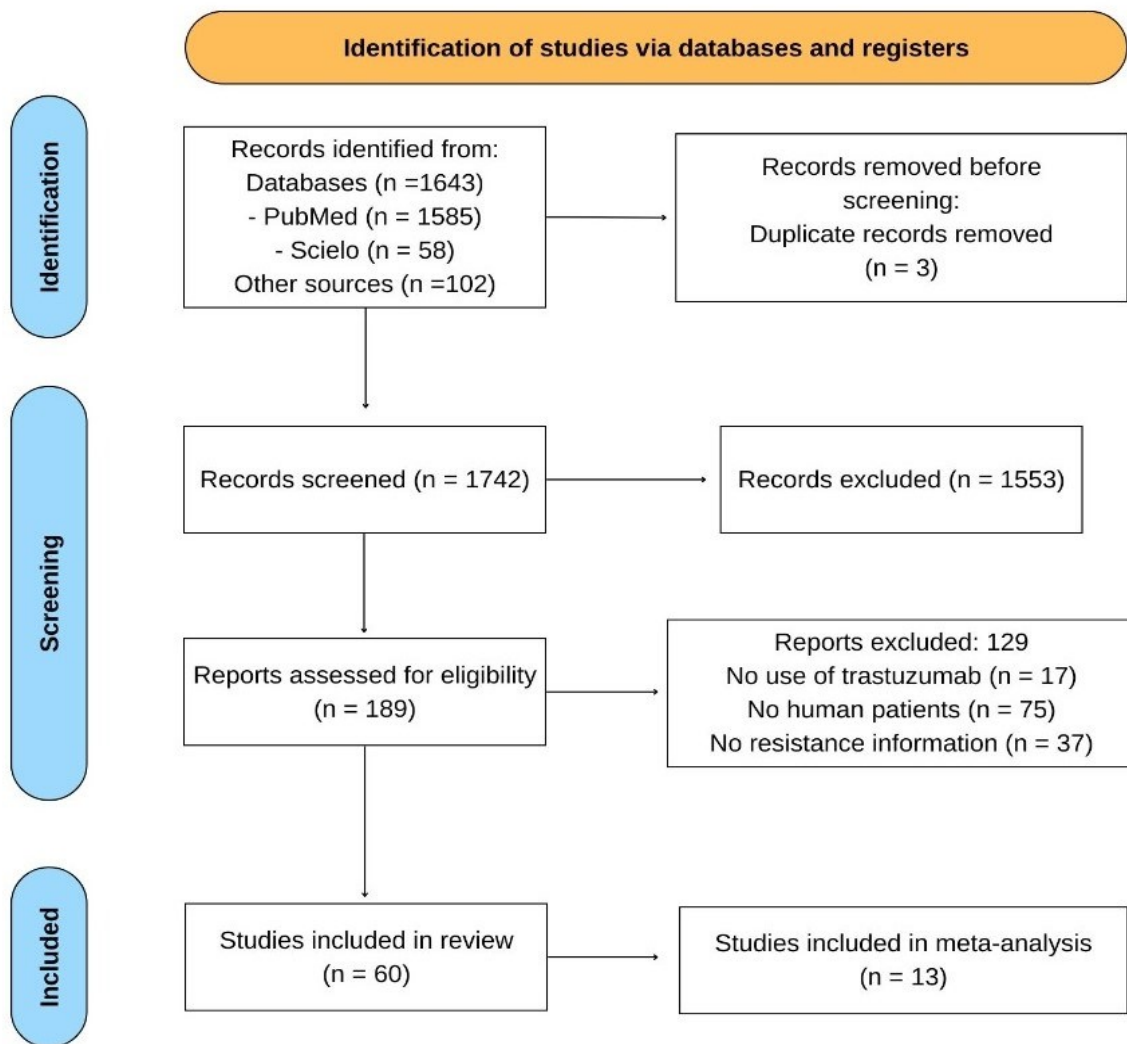 Identification of studies via databases and registers
Identification
Records identified from:
Databases (n =1643)
- PubMed (n = 1585)
- Scielo (n = 58)
Other sources (n =102)
Records removed before
screening:
Duplicate records removed
(n = 3)
Screening
Records screened (n = 1742)
Records excluded (n = 1553)
Reports assessed for eligibility
(n = 189)
Reports excluded: 129
No use of trastuzumab (n = 17)
No human patients (n = 75)
No resistance information (n = 37)
Included
Studies included in review
(n = 60)
Studies included in meta-analysis
(n = 13)